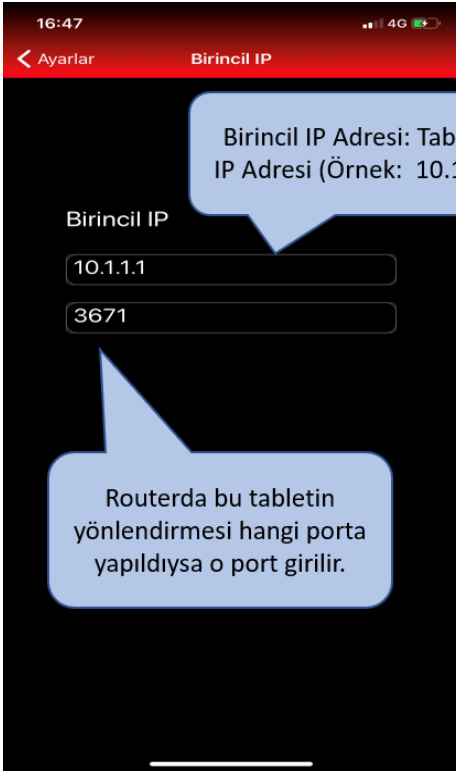 16:47
4G
Ayarlar
Birincil IP
Birincil IP Adresi: Tab
IP Adresi (Örnek: 10.1
Birincil IP
10.1.1.1
3671
Routerda bu tabletin
yönlendirmesi hangi porta
yapıldıysa o port girilir.